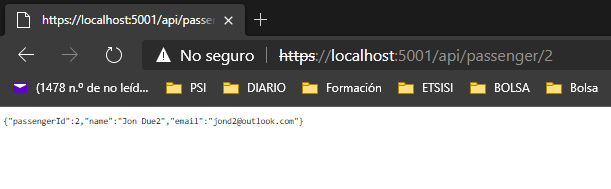 https://localhost:5001/api/passe
No seguro https://localhost:5001/api/passenger/2
(1478 n.º de no leíd... PSI DIARIO Formación ETSISI BOLSA Bolsa
{"passengerId":2,"name":"Jon Due2","email":"jond2@outlook.com"}